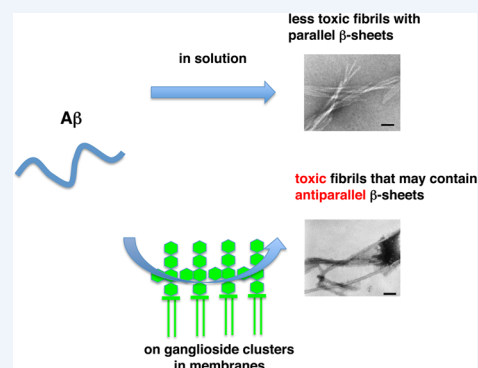 less toxic fibrils with
parallel β-sheets
in solution
Aβ
toxic fibrils that may contain
antiparallel β-sheets
on ganglioside clusters
in membranes